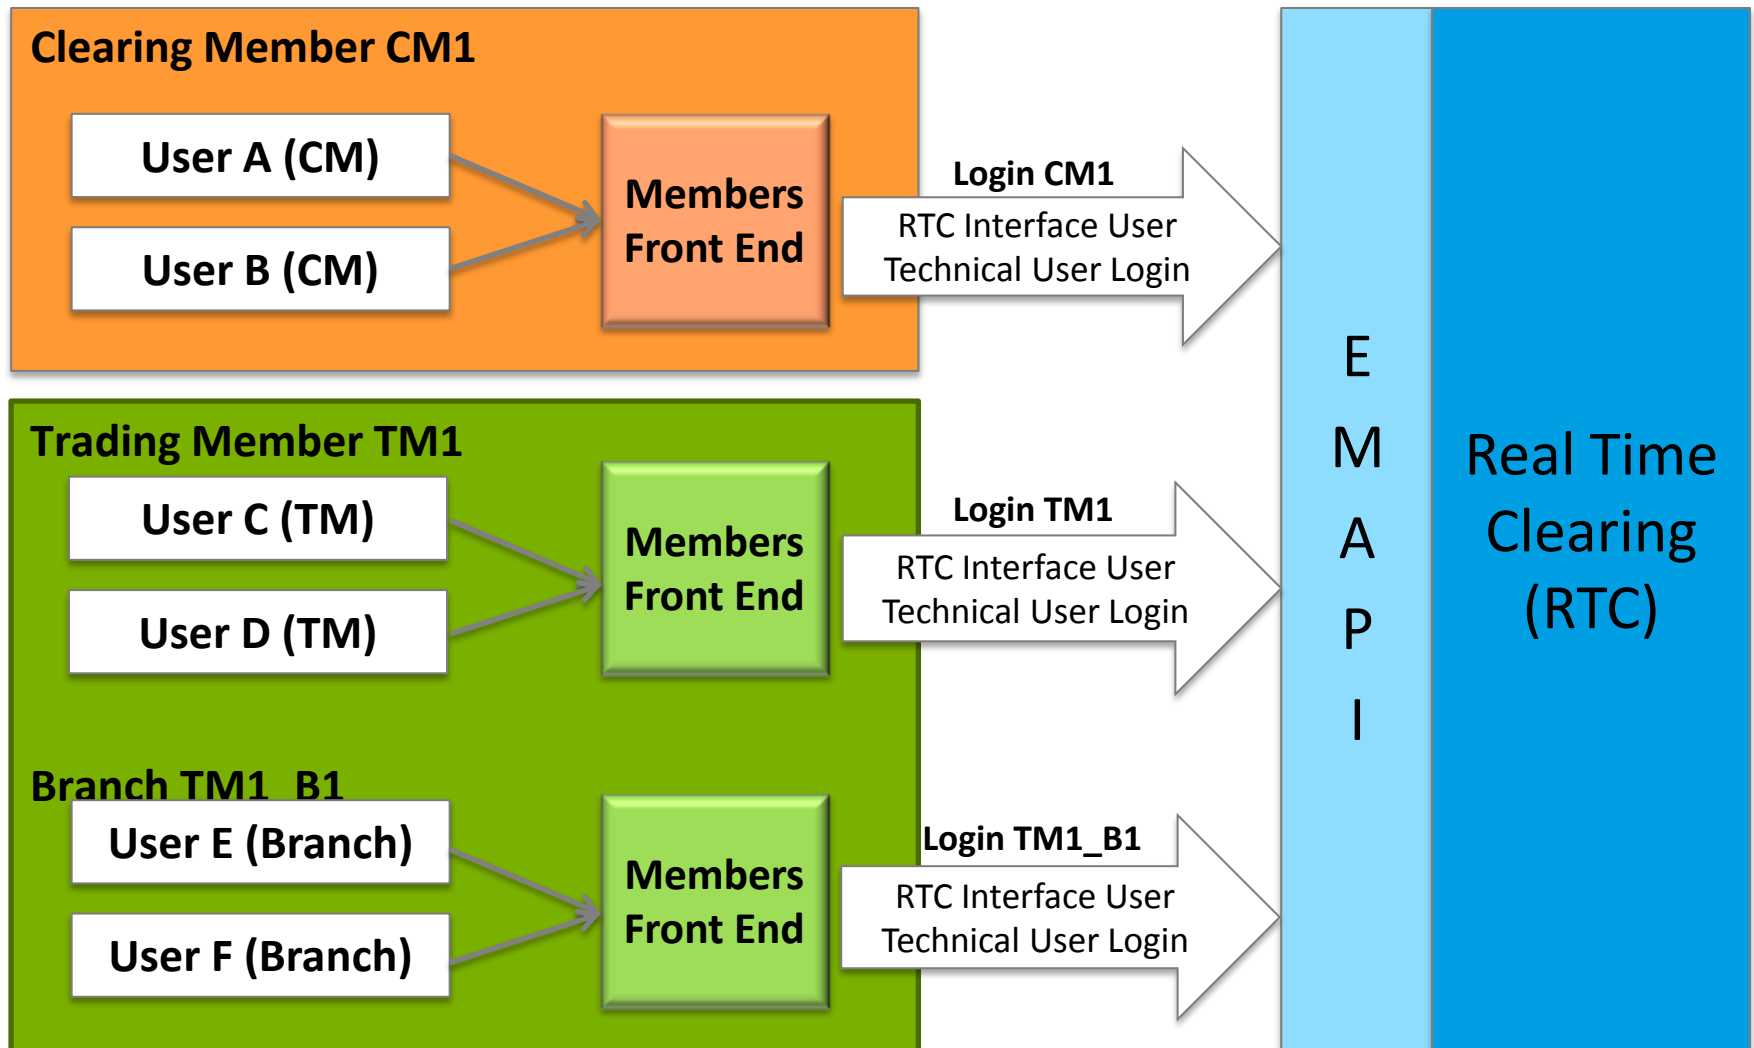 Clearing Member CM1
User A (CM)
User B (CM)
Members
Front End
Login CM1
RTC Interface User
Technical User Login
Trading Member TM1
User C (TM)
User D (TM)
Members
Front End
Login TM1
RTC Interface User
Technical User Login
Branch TM1_B1
User E (Branch)
User F (Branch)
Members
Front End
Login TM1_B1
RTC Interface User
Technical User Login
E
M
A
P
I
Real Time
Clearing
(RTC)